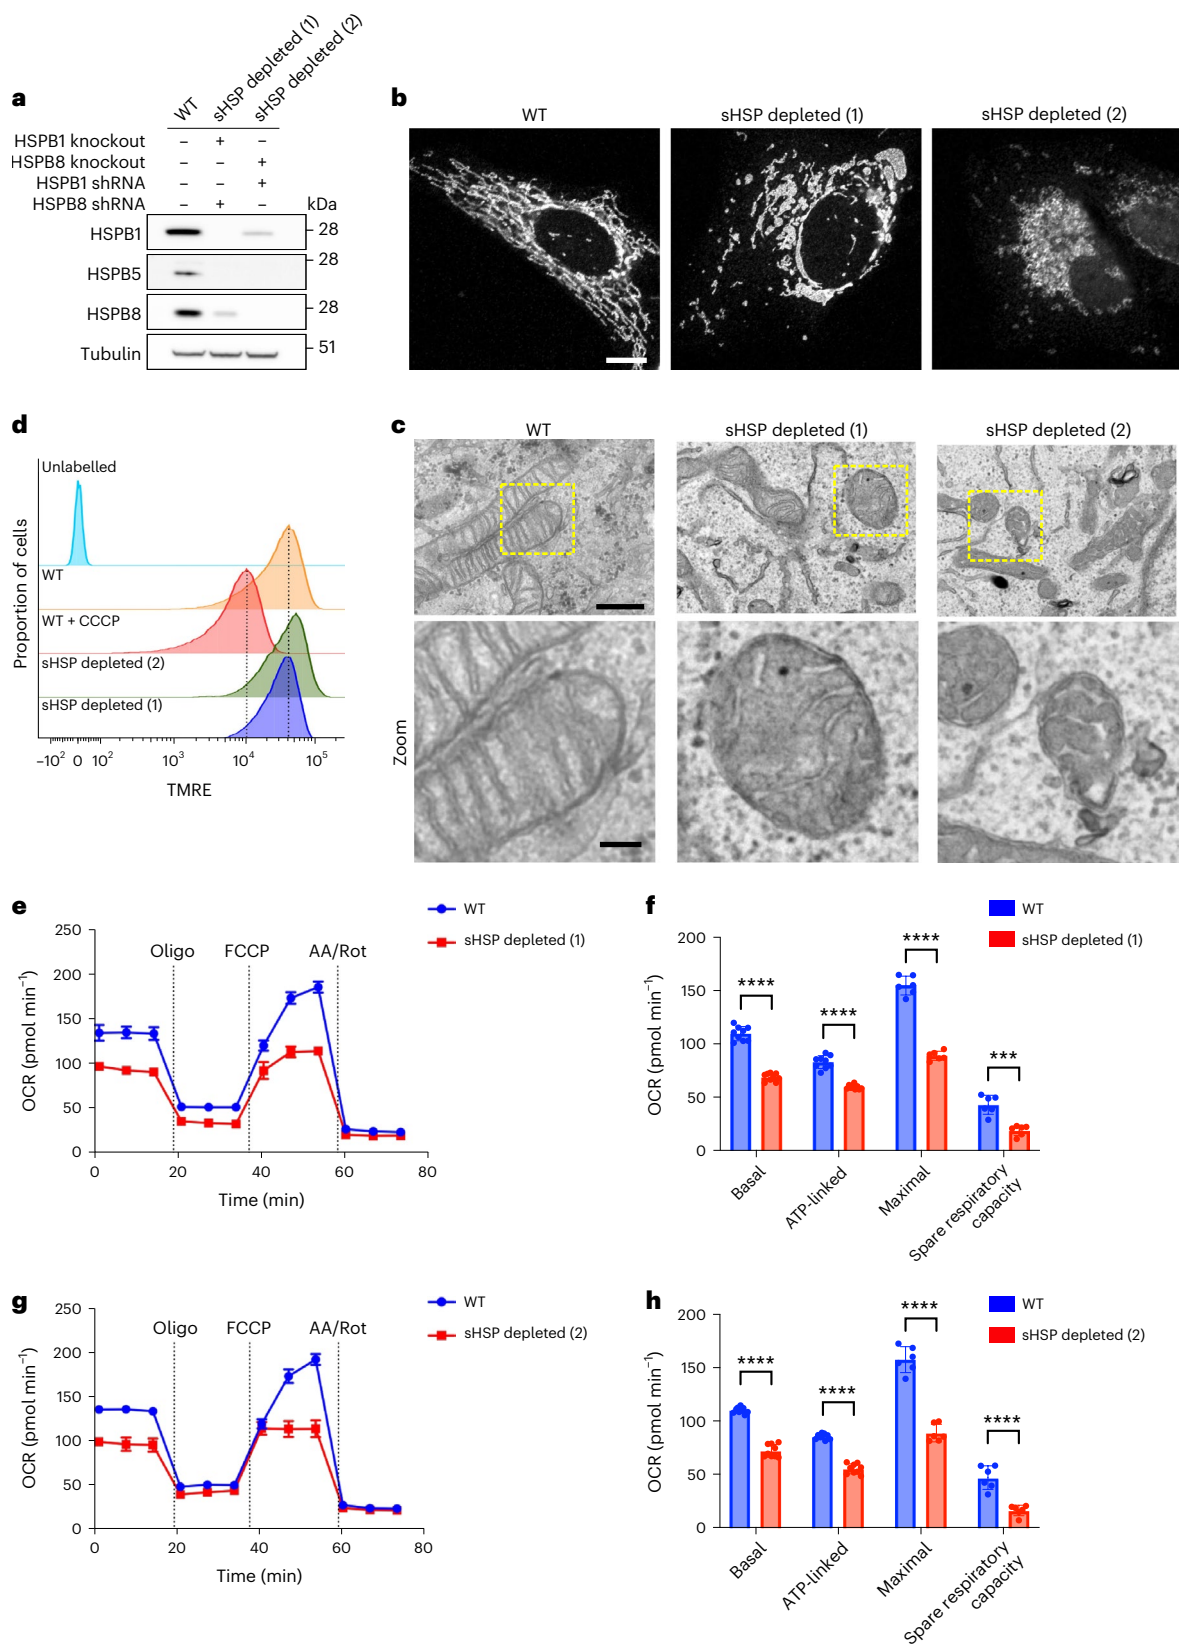 a
WT
sHSP depleted (1)
sHSP depleted (2)
HSPB1 knockout – + –
HSPB8 knockout – – +
HSPB1 shRNA – – +
HSPB8 shRNA – + –
kDa
HSPB1
28
HSPB5
28
HSPB8
28
Tubulin
51
b
WT
sHSP depleted (1)
sHSP depleted (2)
d
Unlabelled
WT
WT + CCCP
sHSP depleted (2)
sHSP depleted (1)
Proportion of cells
–10² 0 10² 10³ 10⁴ 10⁵
TMRE
c
WT
sHSP depleted (1)
sHSP depleted (2)
Zoom
e
WT
sHSP depleted (1)
Oligo FCCP AA/Rot
OCR (pmol min⁻¹)
250
200
150
100
50
0
0 20 40 60 80
Time (min)
f
WT
sHSP depleted (1)
OCR (pmol min⁻¹)
200
150
100
50
0
****
****
****
***
Basal
ATP-linked
Maximal
Spare respiratory
capacity
g
WT
sHSP depleted (2)
Oligo FCCP AA/Rot
OCR (pmol min⁻¹)
250
200
150
100
50
0
0 20 40 60 80
Time (min)
h
WT
sHSP depleted (2)
OCR (pmol min⁻¹)
200
150
100
50
0
****
****
****
****
Basal
ATP-linked
Maximal
Spare respiratory
capacity